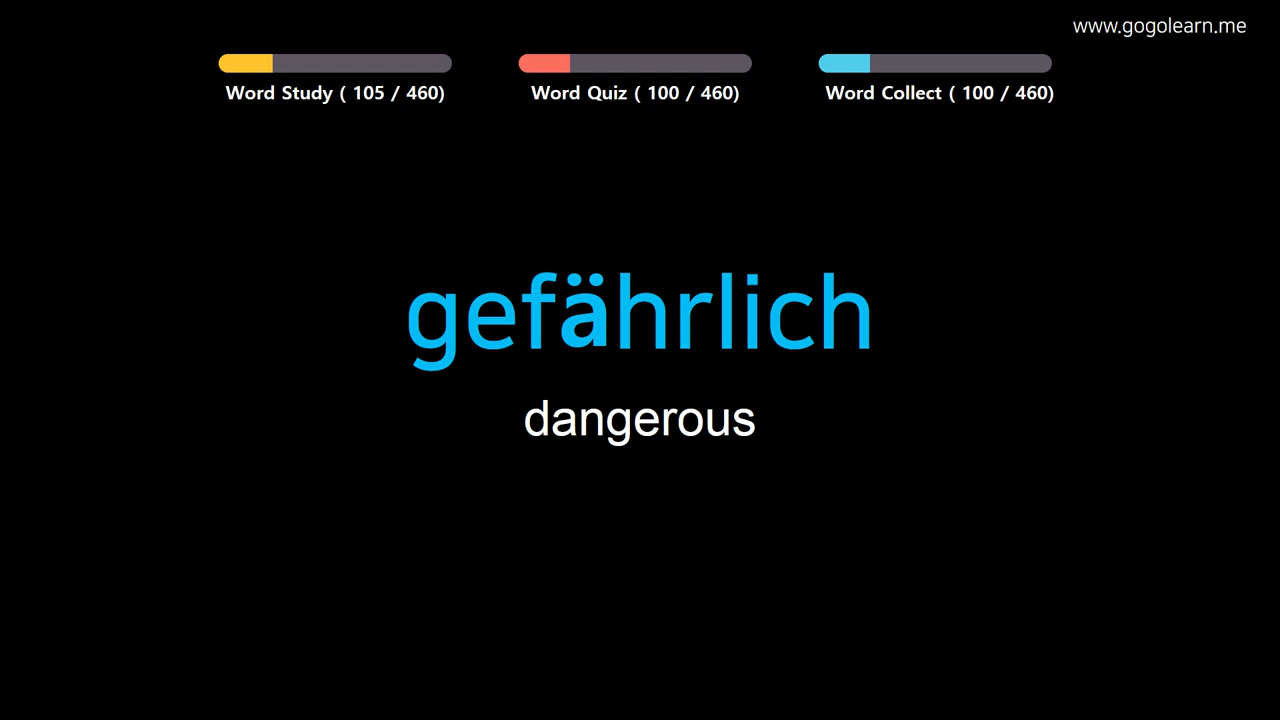 www.gogolearn.me
Word Study ( 105 / 460)
Word Quiz ( 100 / 460)
Word Collect ( 100 / 460)
gefährlich
dangerous